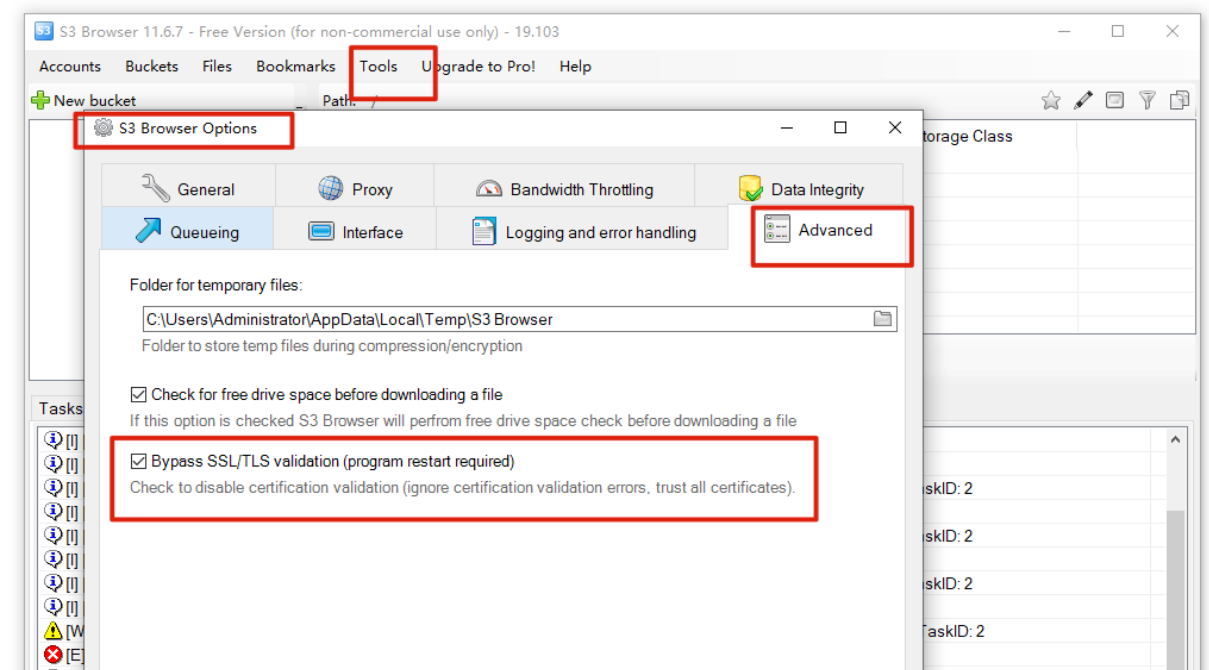 S3 S3 Browser 11.6.7 - Free Version (for non-commercial use only) - 19.103
Accounts Buckets Files Bookmarks Tools Upgrade to Pro! Help
New bucket Path: /
S3 Browser Options
torage Class
General Proxy Bandwidth Throttling Data Integrity
Queueing Interface Logging and error handling Advanced
Folder for temporary files:
C:\Users\Administrator\AppData\Local\Temp\S3 Browser
Folder to store temp files during compression/encryption
Check for free drive space before downloading a file
Tasks
If this option is checked S3 Browser will perfrom free drive space check before downloading a file
[I]
Bypass SSL/TLS validation (program restart required)
[I]
Check to disable certification validation (ignore certification validation errors, trust all certificates).
[I] skID: 2
[I]
[I] skID: 2
[I]
[I] skID: 2
[I]
[W TaskID: 2
[E]